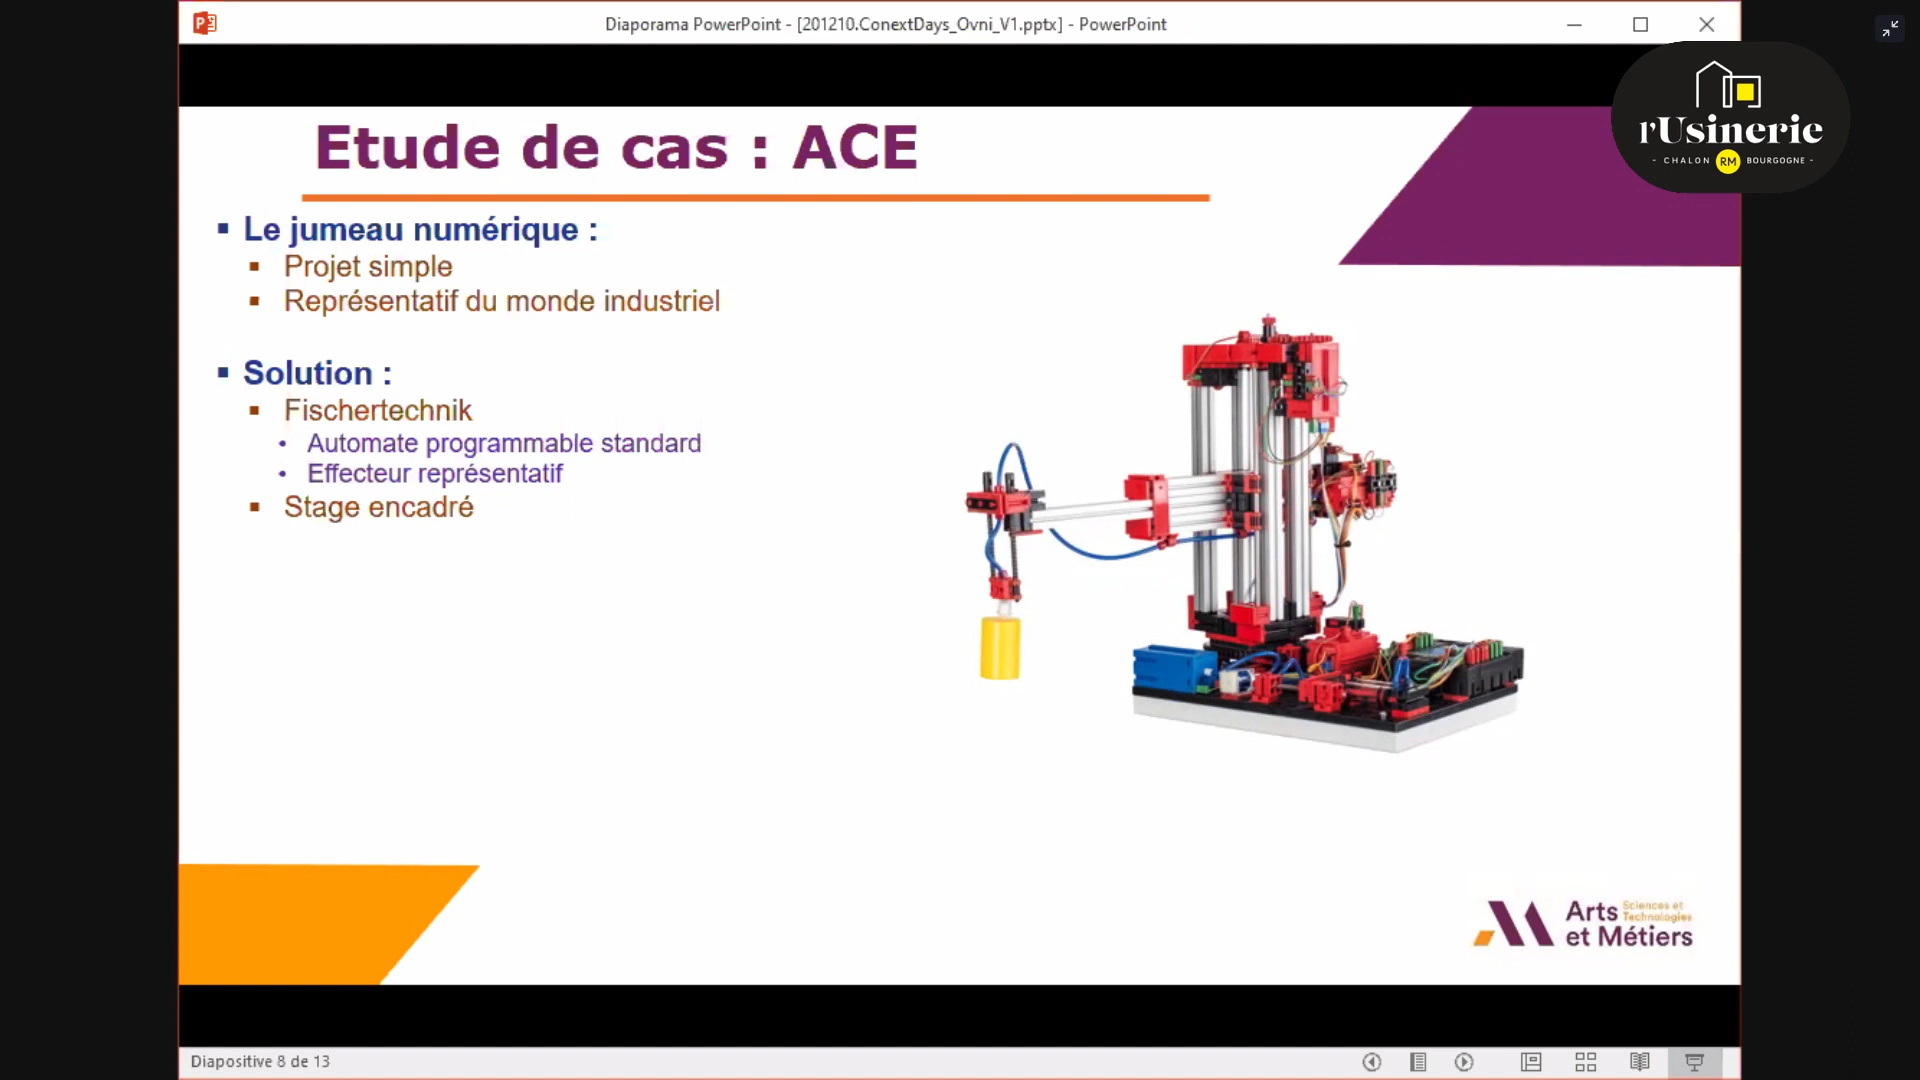 Diaporama PowerPoint - [201210.ConextDays_Ovni_V1.pptx] - PowerPoint
l'Usinerie
- CHALON RM BOURGOGNE -
Etude de cas : ACE
Le jumeau numérique :
Projet simple
Représentatif du monde industriel
Solution :
Fischertechnik
Automate programmable standard
Effecteur représentatif
Stage encadré
Arts Sciences et Technologies
et Métiers
Diapositive 8 de 13